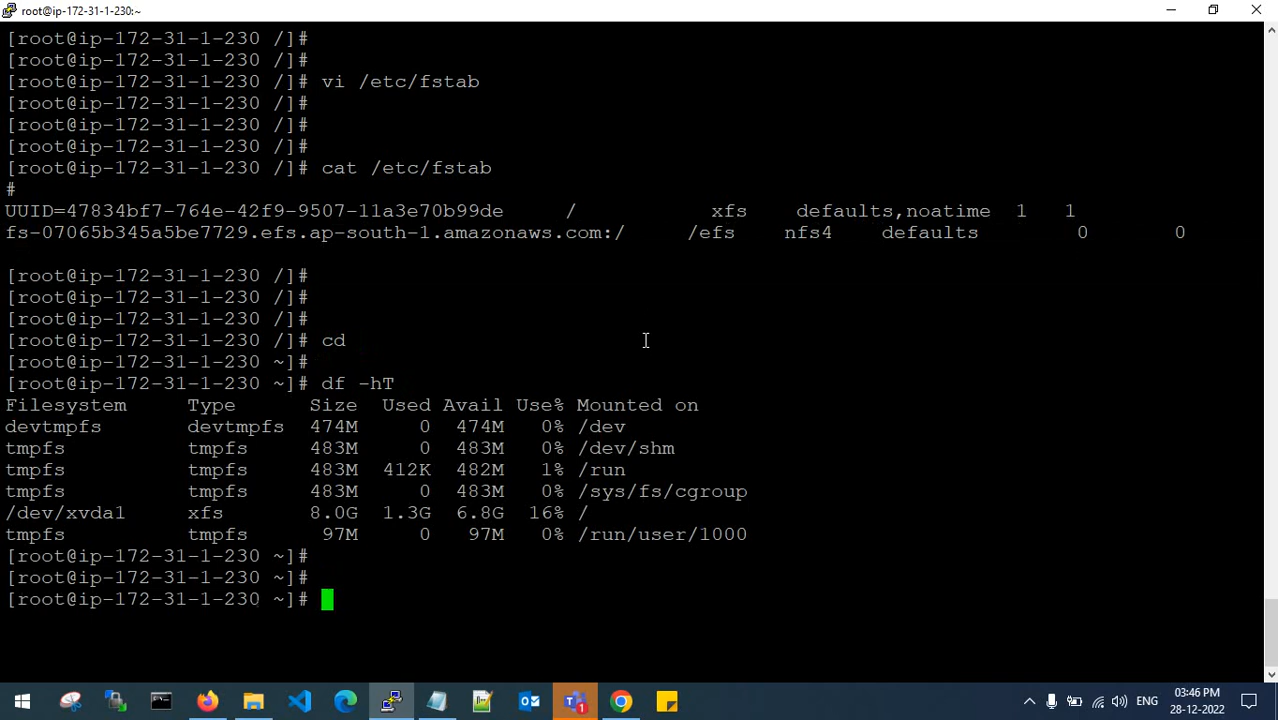 root@ip-172-31-1-230:~
[root@ip-172-31-1-230 /]#
[root@ip-172-31-1-230 /]#
[root@ip-172-31-1-230 /]# vi /etc/fstab
[root@ip-172-31-1-230 /]#
[root@ip-172-31-1-230 /]#
[root@ip-172-31-1-230 /]#
[root@ip-172-31-1-230 /]# cat /etc/fstab
#
UUID=47834bf7-764e-42f9-9507-11a3e70b99de / xfs defaults,noatime 1 1
fs-07065b345a5be7729.efs.ap-south-1.amazonaws.com:/ /efs nfs4 defaults 0 0
[root@ip-172-31-1-230 /]#
[root@ip-172-31-1-230 /]#
[root@ip-172-31-1-230 /]#
[root@ip-172-31-1-230 /]# cd
[root@ip-172-31-1-230 ~]#
[root@ip-172-31-1-230 ~]# df -hT
Filesystem Type Size Used Avail Use% Mounted on
devtmpfs devtmpfs 474M 0 474M 0% /dev
tmpfs tmpfs 483M 0 483M 0% /dev/shm
tmpfs tmpfs 483M 412K 482M 1% /run
tmpfs tmpfs 483M 0 483M 0% /sys/fs/cgroup
/dev/xvda1 xfs 8.0G 1.3G 6.8G 16% /
tmpfs tmpfs 97M 0 97M 0% /run/user/1000
[root@ip-172-31-1-230 ~]#
[root@ip-172-31-1-230 ~]#
[root@ip-172-31-1-230 ~]#
1
ENG
03:46 PM
28-12-2022